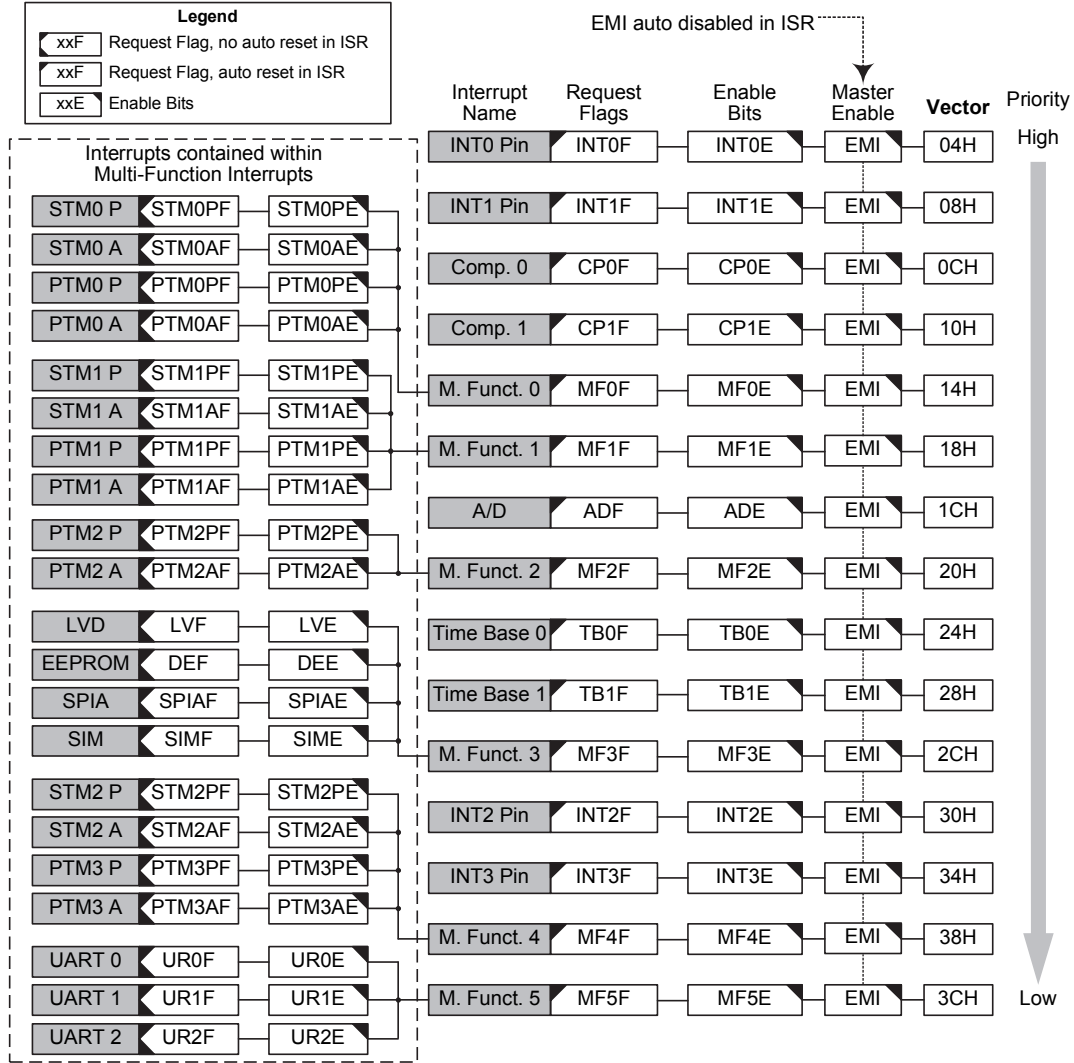 Legend
xxF Request Flag, no auto reset in ISR
xxF Request Flag, auto reset in ISR
xxE Enable Bits
EMI auto disabled in ISR
Interrupt Name Request Flags Enable Bits Master Enable Vector Priority
High
INT0 Pin INT0F INT0E EMI 04H
INT1 Pin INT1F INT1E EMI 08H
Comp. 0 CP0F CP0E EMI 0CH
Comp. 1 CP1F CP1E EMI 10H
M. Funct. 0 MF0F MF0E EMI 14H
M. Funct. 1 MF1F MF1E EMI 18H
A/D ADF ADE EMI 1CH
M. Funct. 2 MF2F MF2E EMI 20H
Time Base 0 TB0F TB0E EMI 24H
Time Base 1 TB1F TB1E EMI 28H
M. Funct. 3 MF3F MF3E EMI 2CH
INT2 Pin INT2F INT2E EMI 30H
INT3 Pin INT3F INT3E EMI 34H
M. Funct. 4 MF4F MF4E EMI 38H
M. Funct. 5 MF5F MF5E EMI 3CH
Low
Interrupts contained within
Multi-Function Interrupts
STM0 P STM0PF STM0PE
STM0 A STM0AF STM0AE
PTM0 P PTM0PF PTM0PE
PTM0 A PTM0AF PTM0AE
STM1 P STM1PF STM1PE
STM1 A STM1AF STM1AE
PTM1 P PTM1PF PTM1PE
PTM1 A PTM1AF PTM1AE
PTM2 P PTM2PF PTM2PE
PTM2 A PTM2AF PTM2AE
LVD LVF LVE
EEPROM DEF DEE
SPIA SPIAF SPIAE
SIM SIMF SIME
STM2 P STM2PF STM2PE
STM2 A STM2AF STM2AE
PTM3 P PTM3PF PTM3PE
PTM3 A PTM3AF PTM3AE
UART 0 UR0F UR0E
UART 1 UR1F UR1E
UART 2 UR2F UR2E